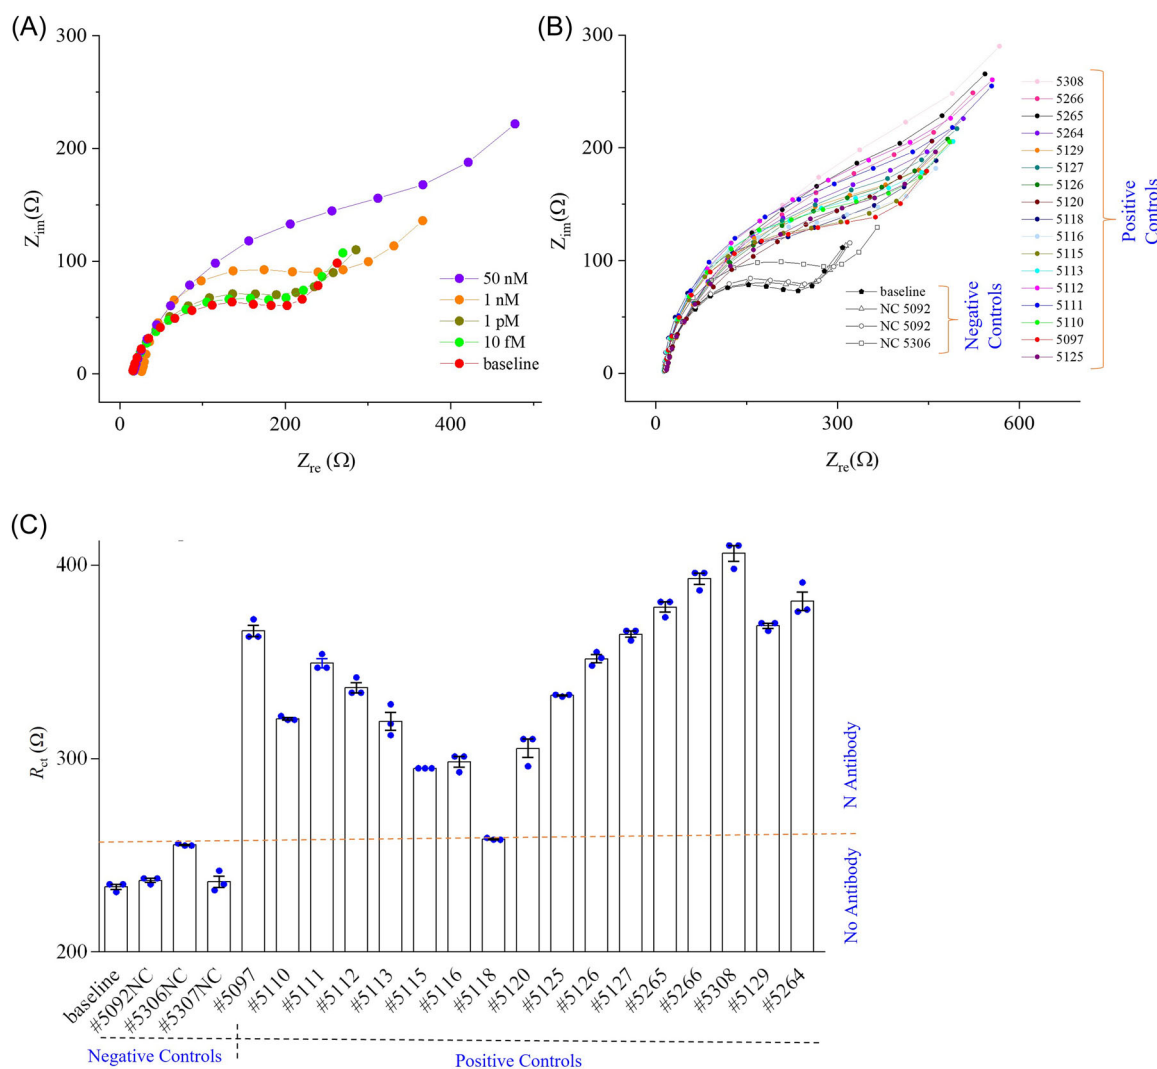 (A)
300
200
100
0
Zim(Ω)
0
200
400
Zre (Ω)
50 nM
1 nM
1 pM
10 fM
baseline
(B)
300
200
100
0
Zim(Ω)
0
300
600
Zre(Ω)
baseline
NC 5092
NC 5092
NC 5306
Negative
Controls
5308
5266
5265
5264
5129
5127
5126
5120
5118
5116
5115
5113
5112
5111
5110
5097
5125
Positive
Controls
(C)
400
300
200
Rct (Ω)
N Antibody
No Antibody
baseline
#5092NC
#5306NC
#5307NC
#5097
#5110
#5111
#5112
#5113
#5115
#5116
#5118
#5120
#5125
#5126
#5127
#5265
#5266
#5308
#5129
#5264
Negative Controls
Positive Controls